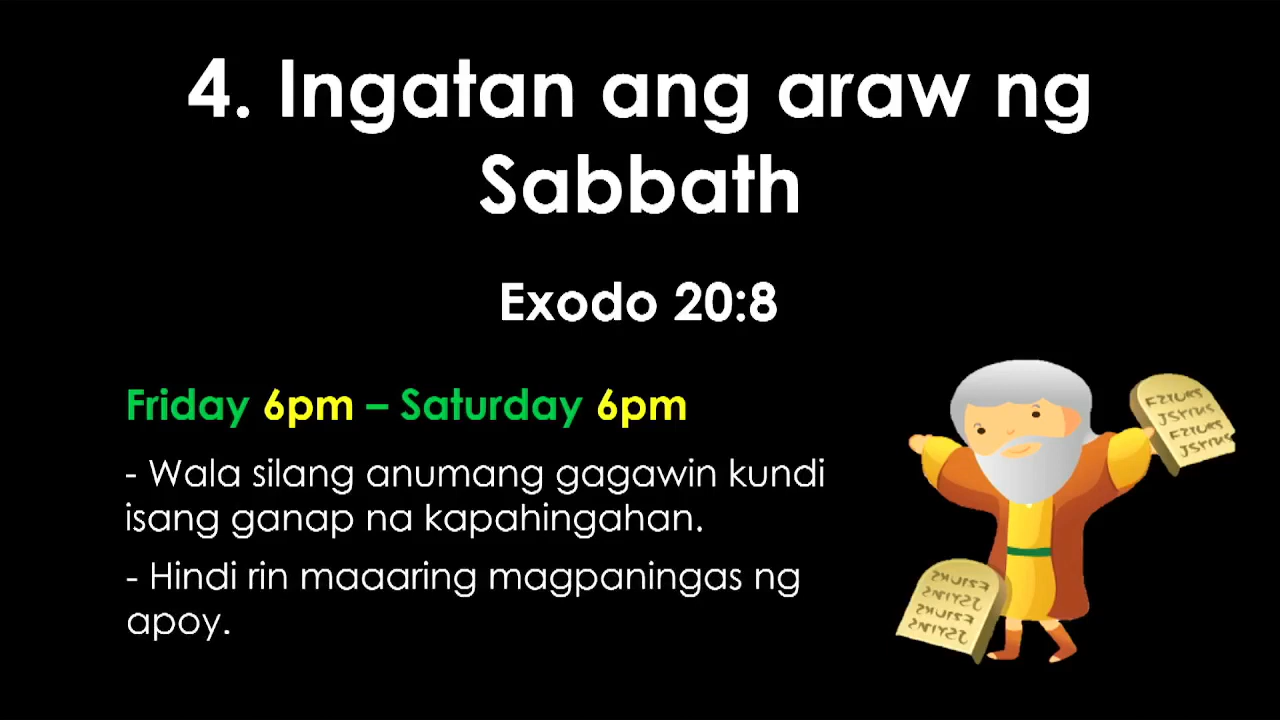 4. Ingatan ang araw ng
Sabbath
Exodo 20:8
Friday 6pm – Saturday 6pm
- Wala silang anumang gagawin kundi
isang ganap na kapahingahan.
- Hindi rin maaaring magpaningas ng
apoy.